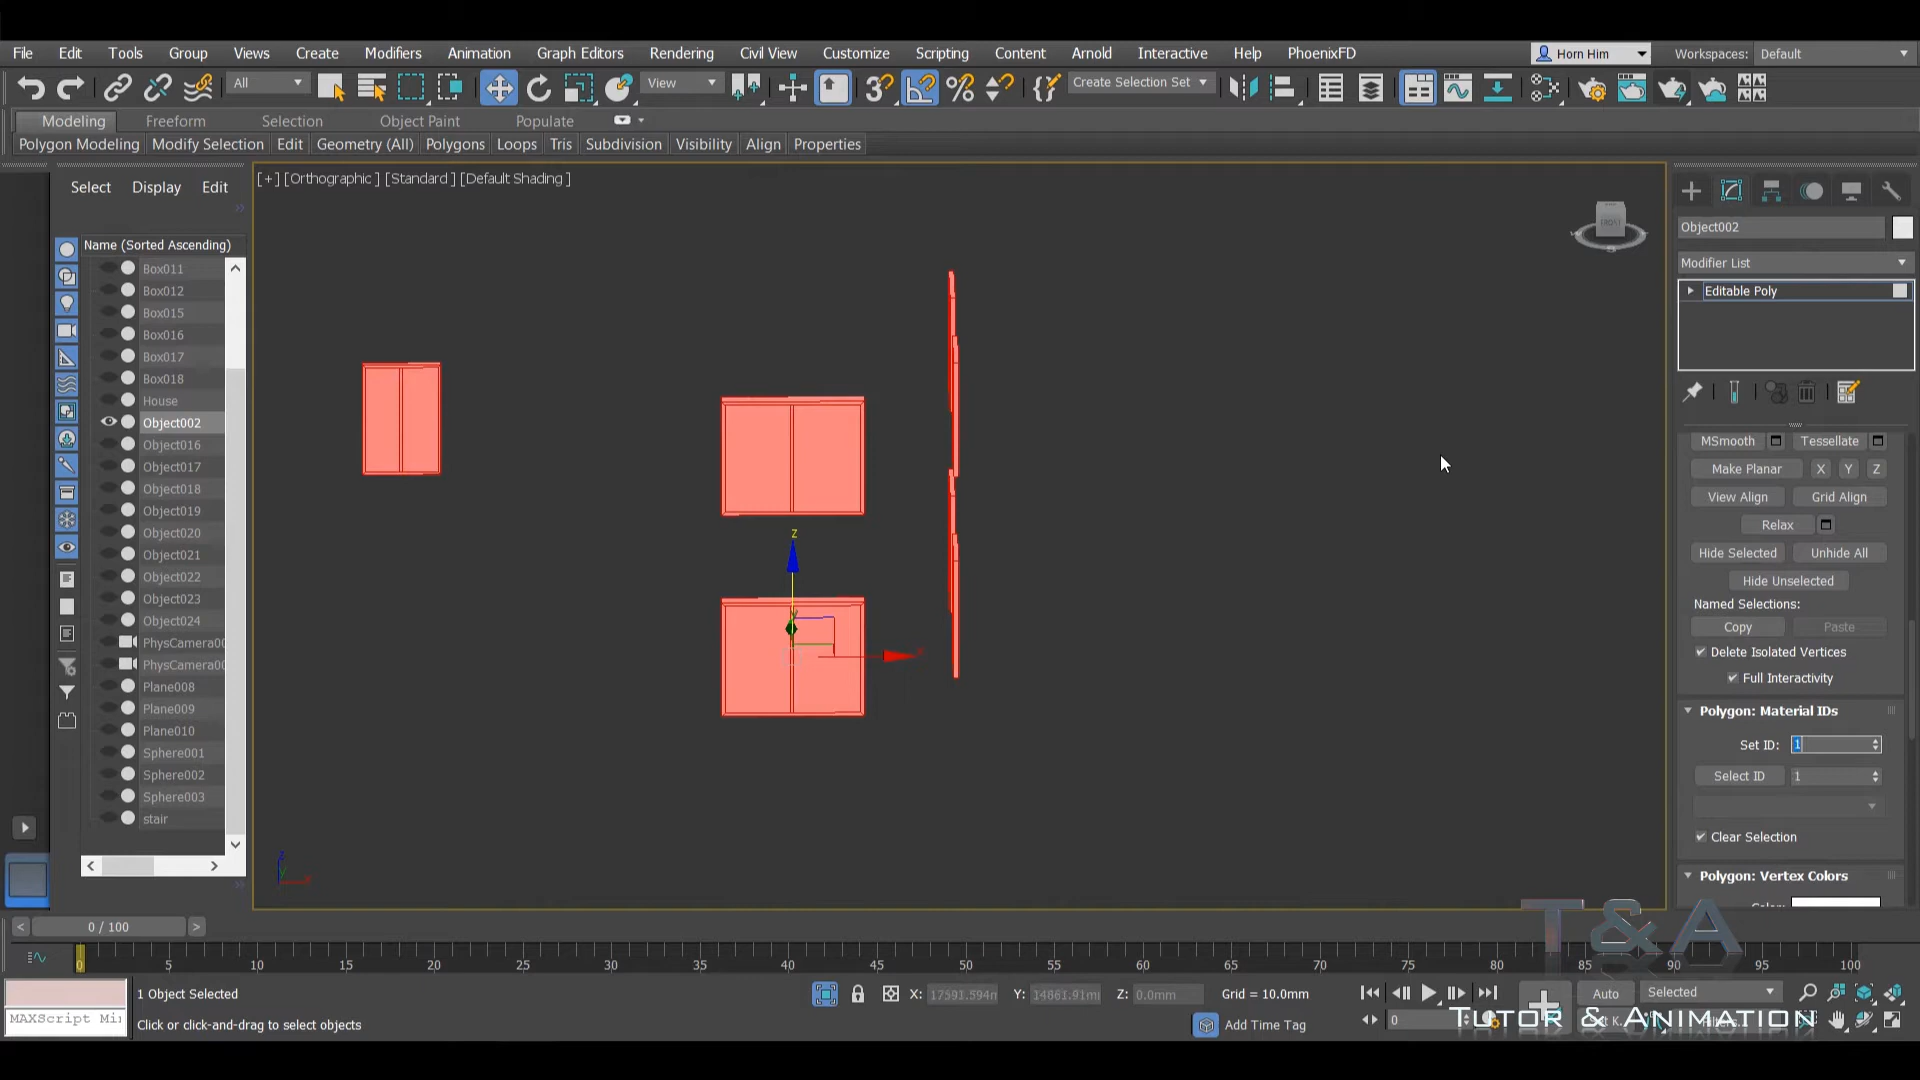 File Edit Tools Group Views Create Modifiers Animation Graph Editors Rendering Civil View Customize Scripting Content Arnold Interactive Help PhoenixFD Horn Him Workspaces: Default
All View Create Selection Set
Modeling Freeform Selection Object Paint Populate
Polygon Modeling Modify Selection Edit Geometry (All) Polygons Loops Tris Subdivision Visibility Align Properties
Select Display Edit
[+] [Orthographic ] [Standard ] [Default Shading ]
Name (Sorted Ascending)
Box011
Box012
Box015
Box016
Box017
Box018
House
Object002
Object016
Object017
Object018
Object019
Object020
Object021
Object022
Object023
Object024
PhysCamera00
PhysCamera00
Plane008
Plane009
Plane010
Sphere001
Sphere002
Sphere003
stair
z
Object002
Modifier List
Editable Poly
MSmooth Tessellate
Make Planar X Y Z
View Align Grid Align
Relax
Hide Selected Unhide All
Hide Unselected
Named Selections:
Copy Paste
Delete Isolated Vertices
Full Interactivity
Polygon: Material IDs
Set ID: 1
Select ID 1
Clear Selection
Polygon: Vertex Colors
T&A
0 / 100
0 5 10 15 20 25 30 35 40 45 50 55 60 65 70 75 80 85 90 95 100
1 Object Selected X: 17591.594m Y: 14861.91m Z: 0.0mm Grid = 10.0mm Auto Selected
MAXScript Mi
Click or click-and-drag to select objects
Add Time Tag
0
TUTOR & ANIMATION